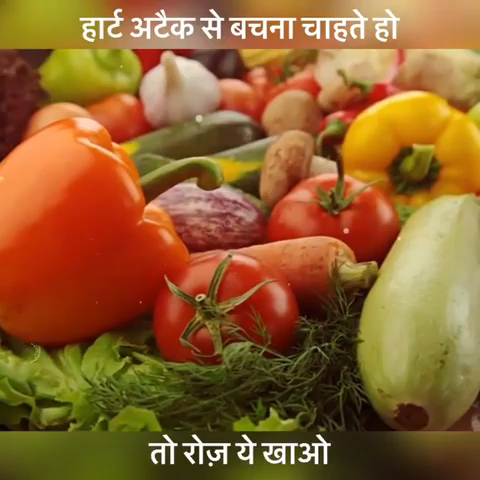 हार्ट अटैक से बचना चाहते हो
तो रोज़ ये खाओ